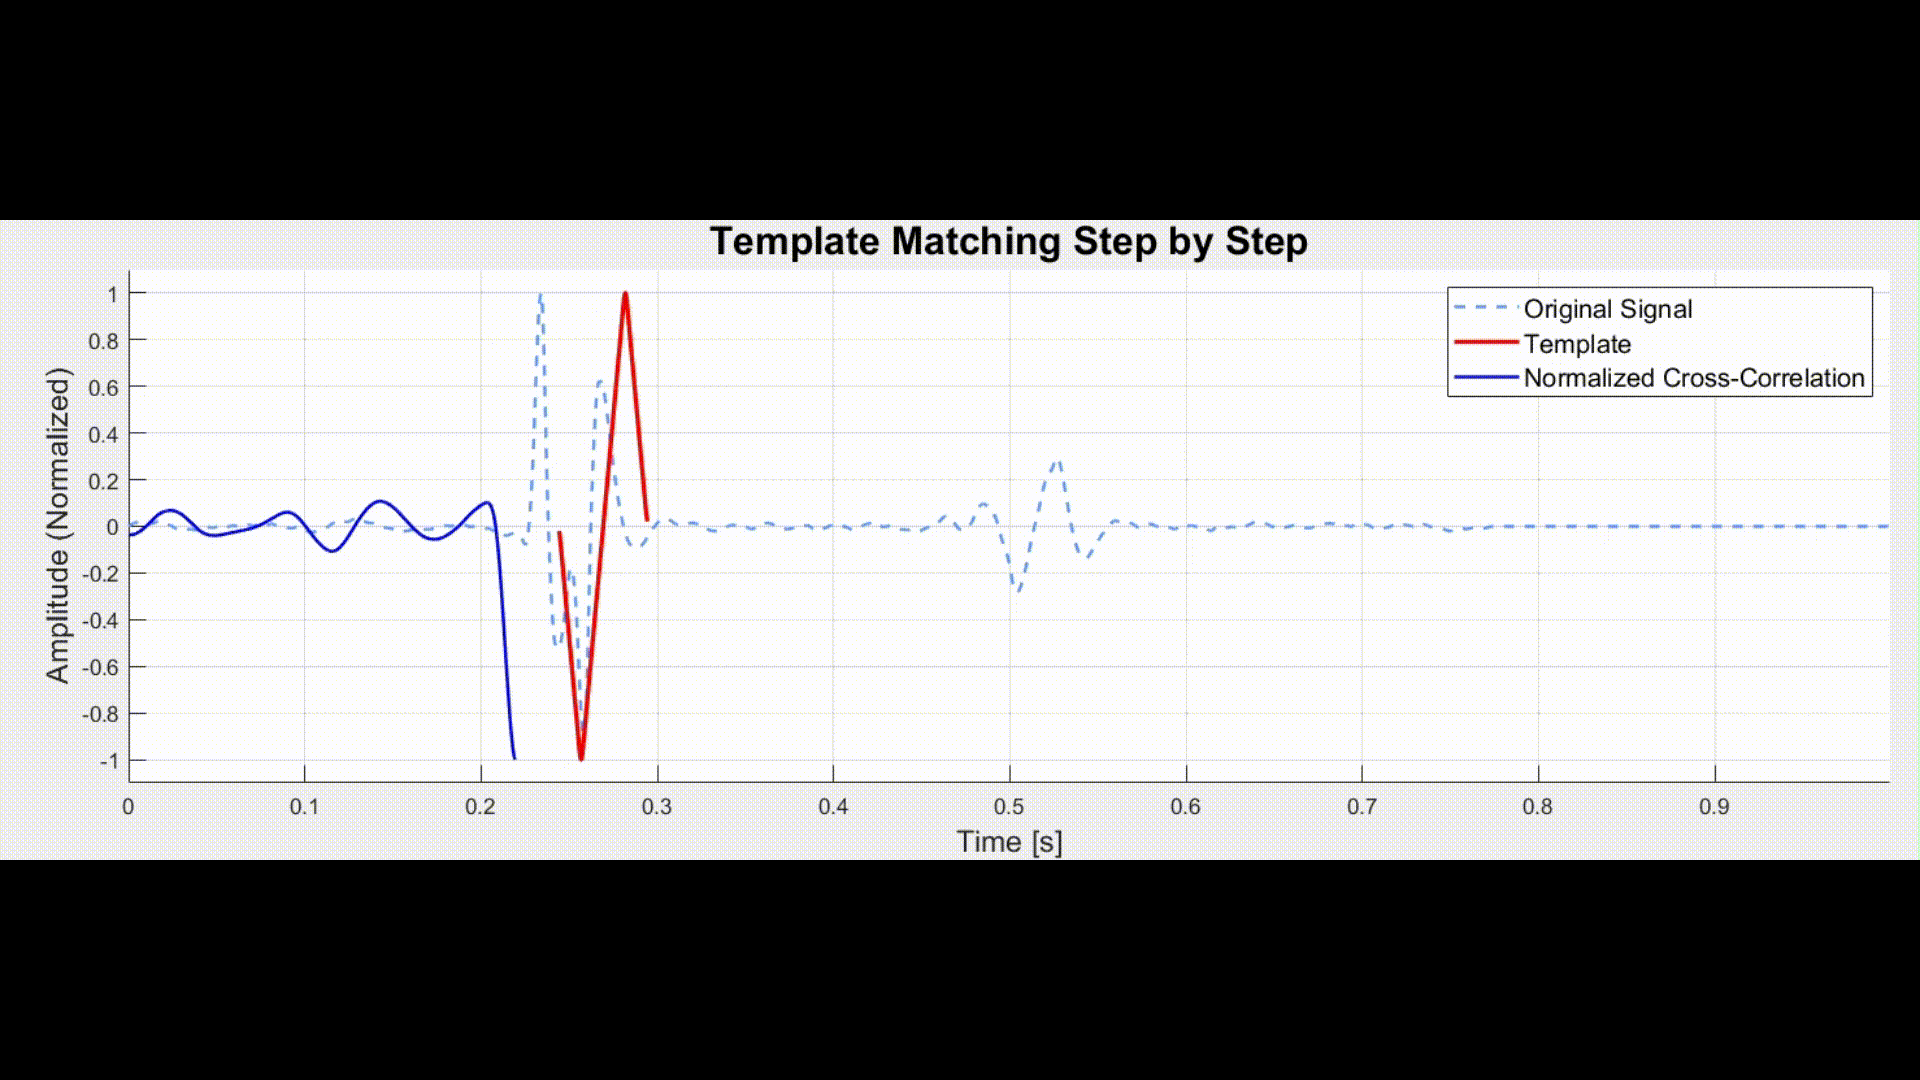 Template Matching Step by Step
Original Signal
Template
Normalized Cross-Correlation
Amplitude (Normalized)
1
0.8
0.6
0.4
0.2
0
-0.2
-0.4
-0.6
-0.8
-1
0 0.1 0.2 0.3 0.4 0.5 0.6 0.7 0.8 0.9
Time [s]